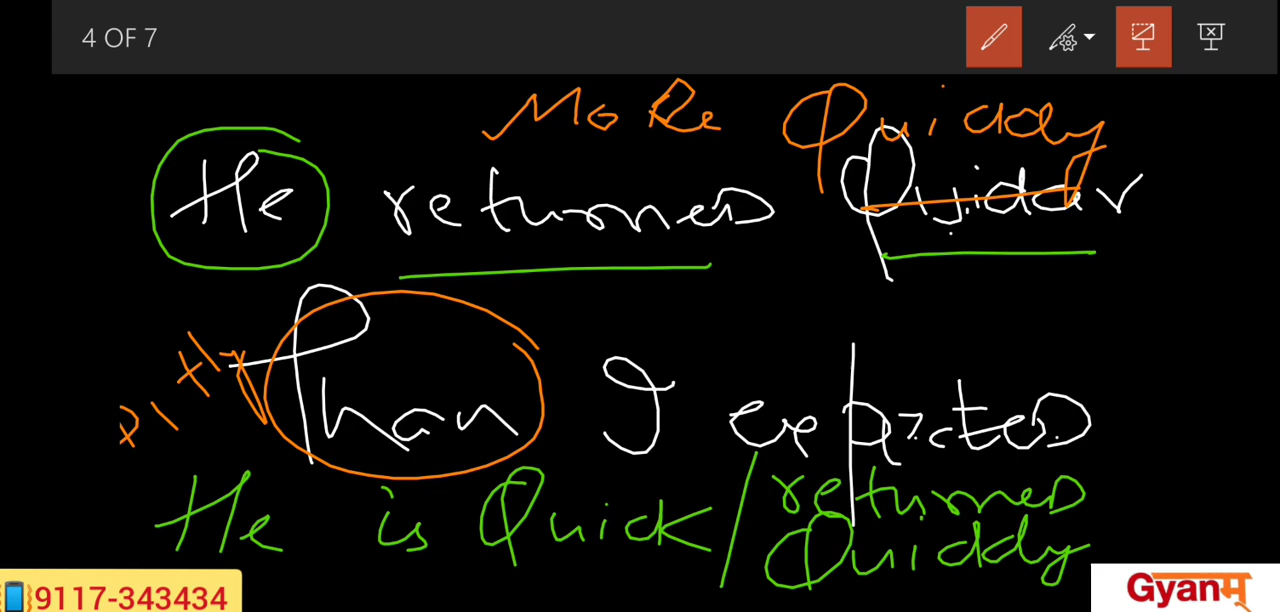 4 OF 7
More Quickly
He returned Quicker
Than I expected
He is Quick / returned
Quickly
9117-343434
Gyanम्